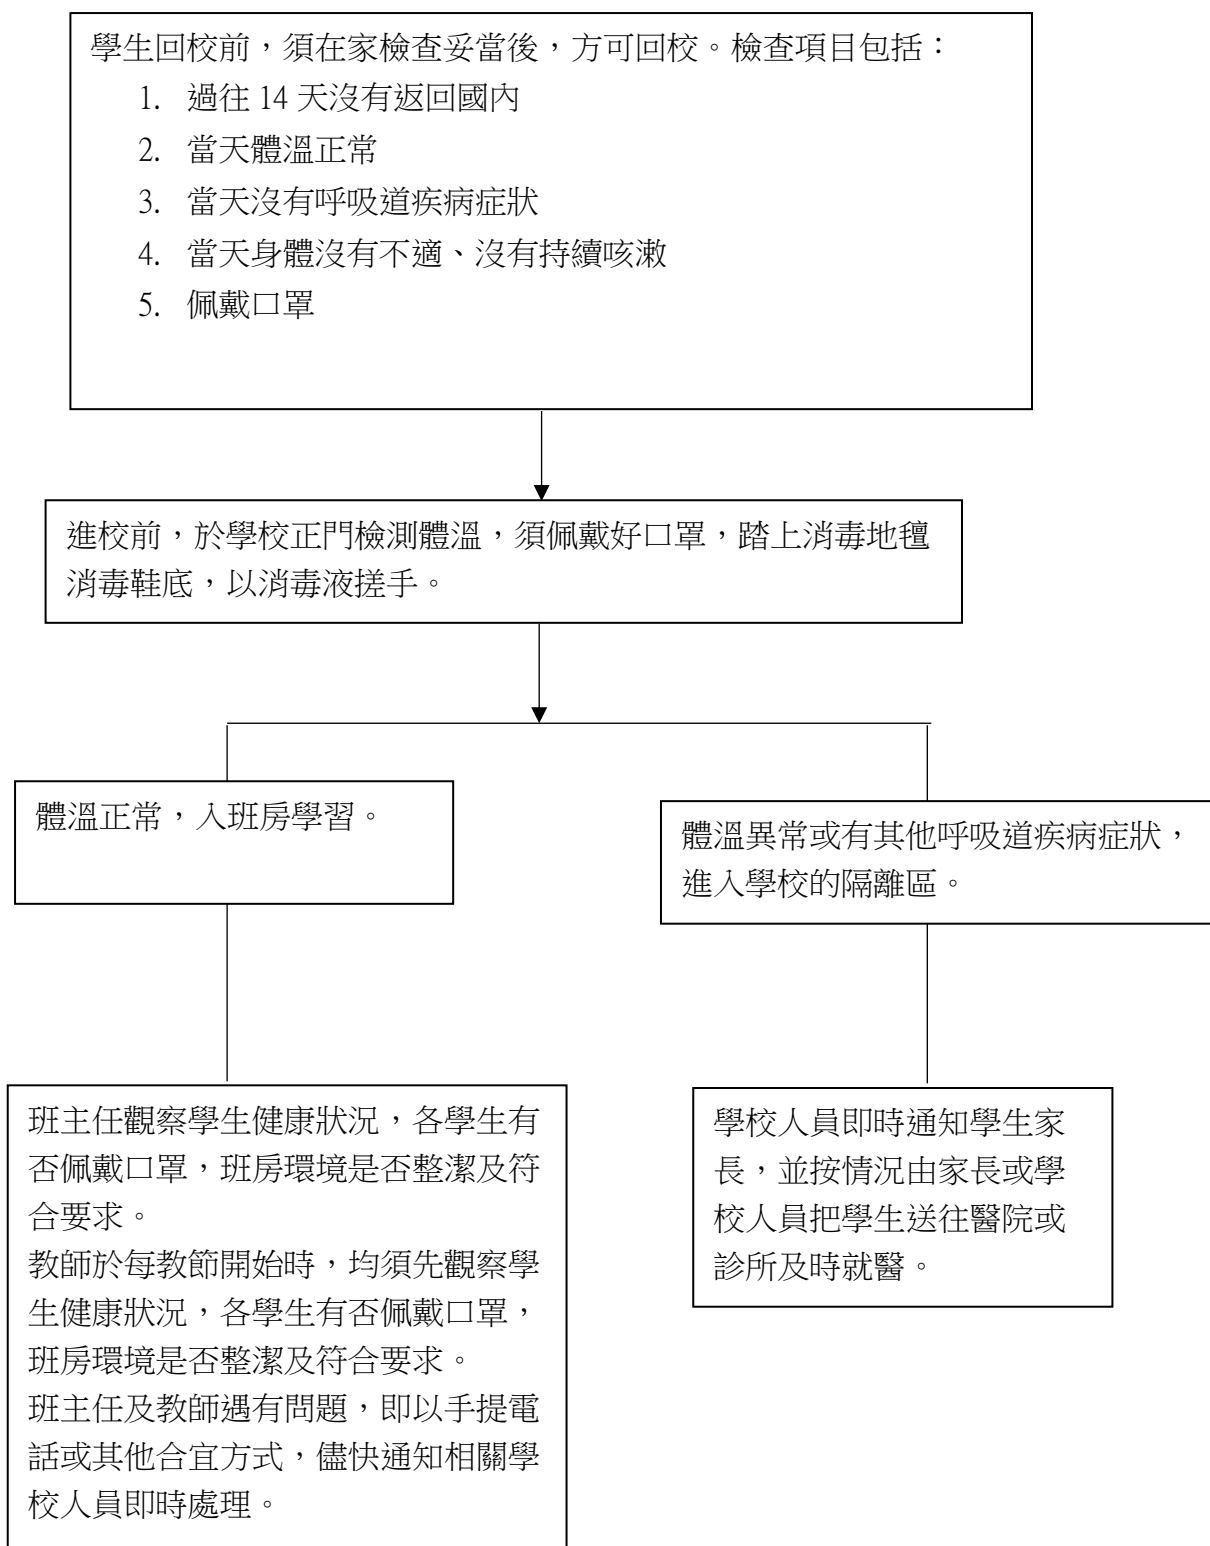 學生回校前，須在家檢查妥當後，方可回校。檢查項目包括：
1. 過往 14 天沒有返回國內
2. 當天體溫正常
3. 當天沒有呼吸道疾病症狀
4. 當天身體沒有不適、沒有持續咳漱
5. 佩戴口罩
進校前，於學校正門檢測體溫，須佩戴好口罩，踏上消毒地氈
消毒鞋底，以消毒液搓手。
體溫正常，入班房學習。
體溫異常或有其他呼吸道疾病症狀，
進入學校的隔離區。
班主任觀察學生健康狀況，各學生有
否佩戴口罩，班房環境是否整潔及符
合要求。
教師於每教節開始時，均須先觀察學
生健康狀況，各學生有否佩戴口罩，
班房環境是否整潔及符合要求。
班主任及教師遇有問題，即以手提電
話或其他合宜方式，儘快通知相關學
校人員即時處理。
學校人員即時通知學生家
長，並按情況由家長或學
校人員把學生送往醫院或
診所及時就醫。